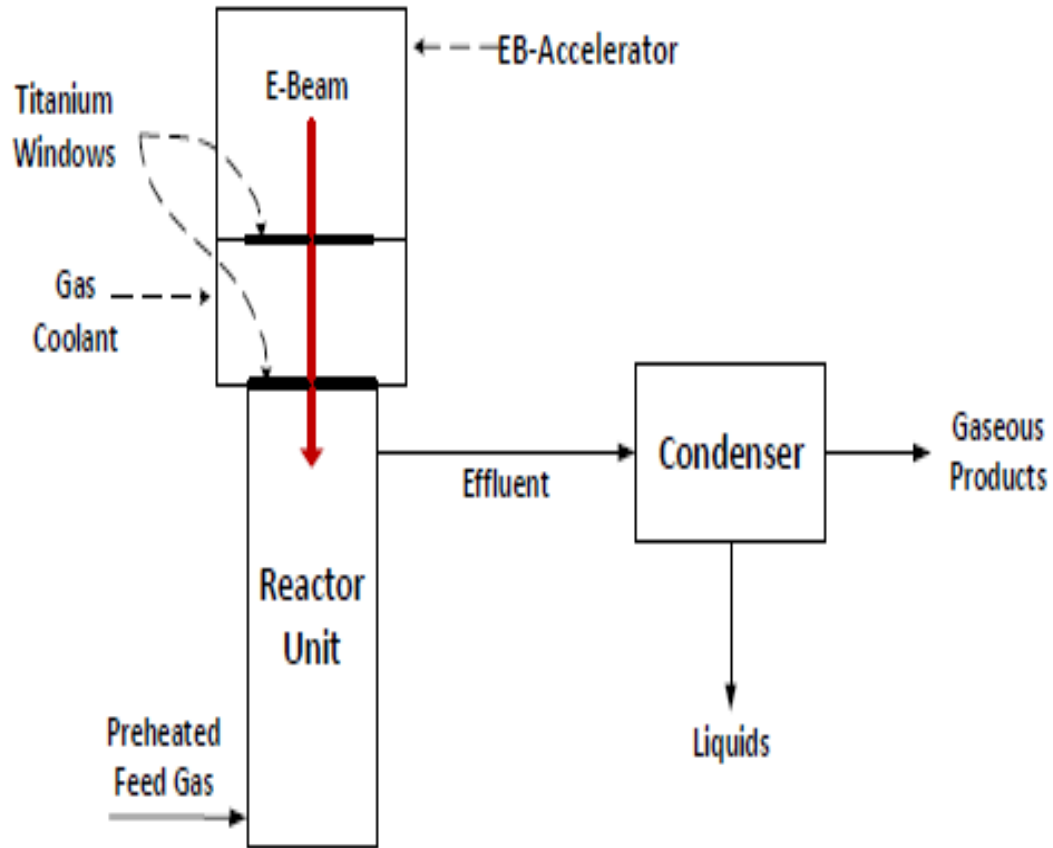 EB-Accelerator
E-Beam
Titanium
Windows
Gas
Coolant
Effluent
Condenser
Gaseous
Products
Reactor
Unit
Liquids
Preheated
Feed Gas